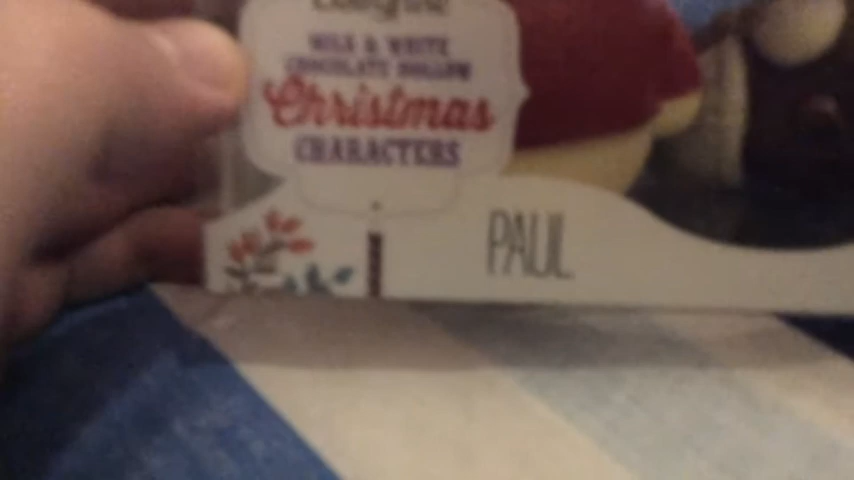 MILK & WHITE
CHOCOLATE HOLLOW
Christmas
CHARACTERS
PAUL